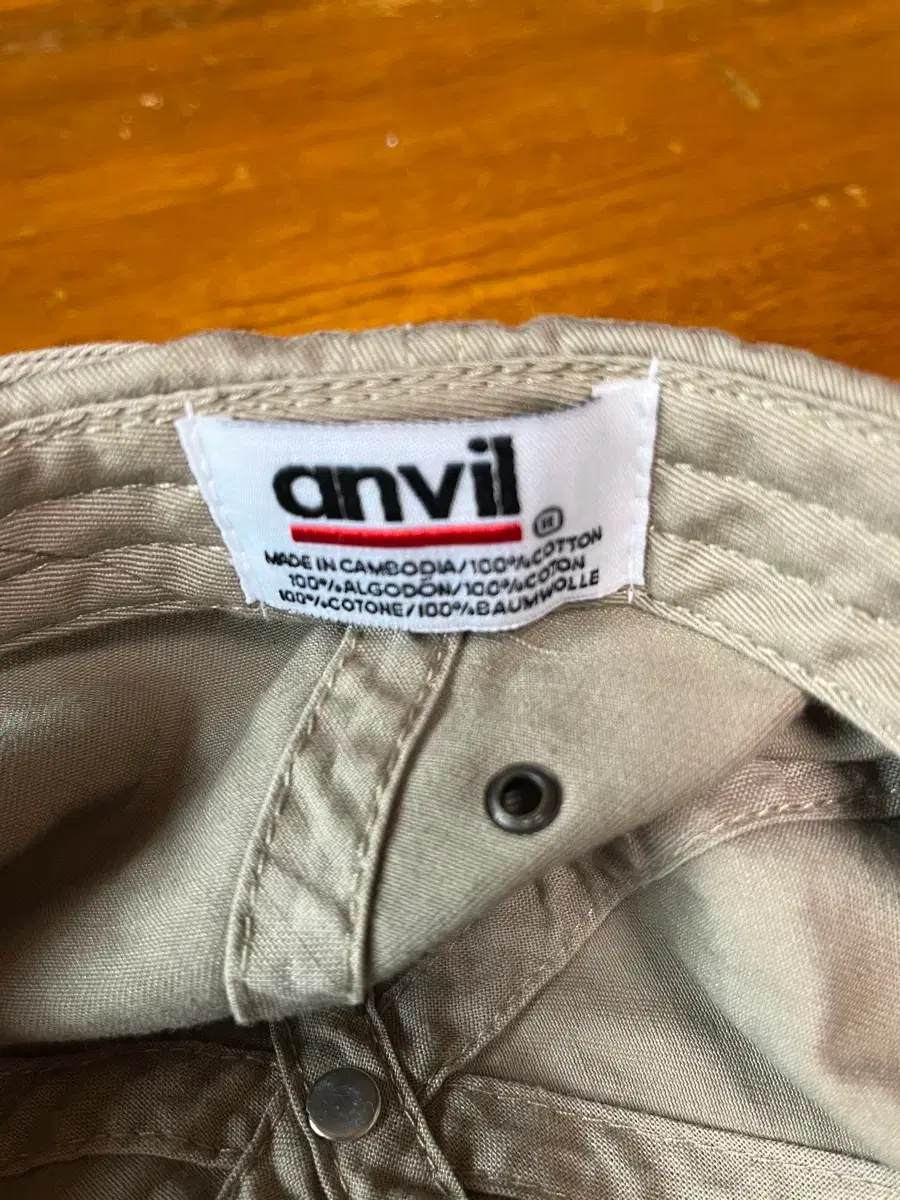 anvil
®
MADE IN CAMBODIA/100%COTTON
100%ALGODÓN/100%COTON
100%COTONE/100%BAUMWOLLE